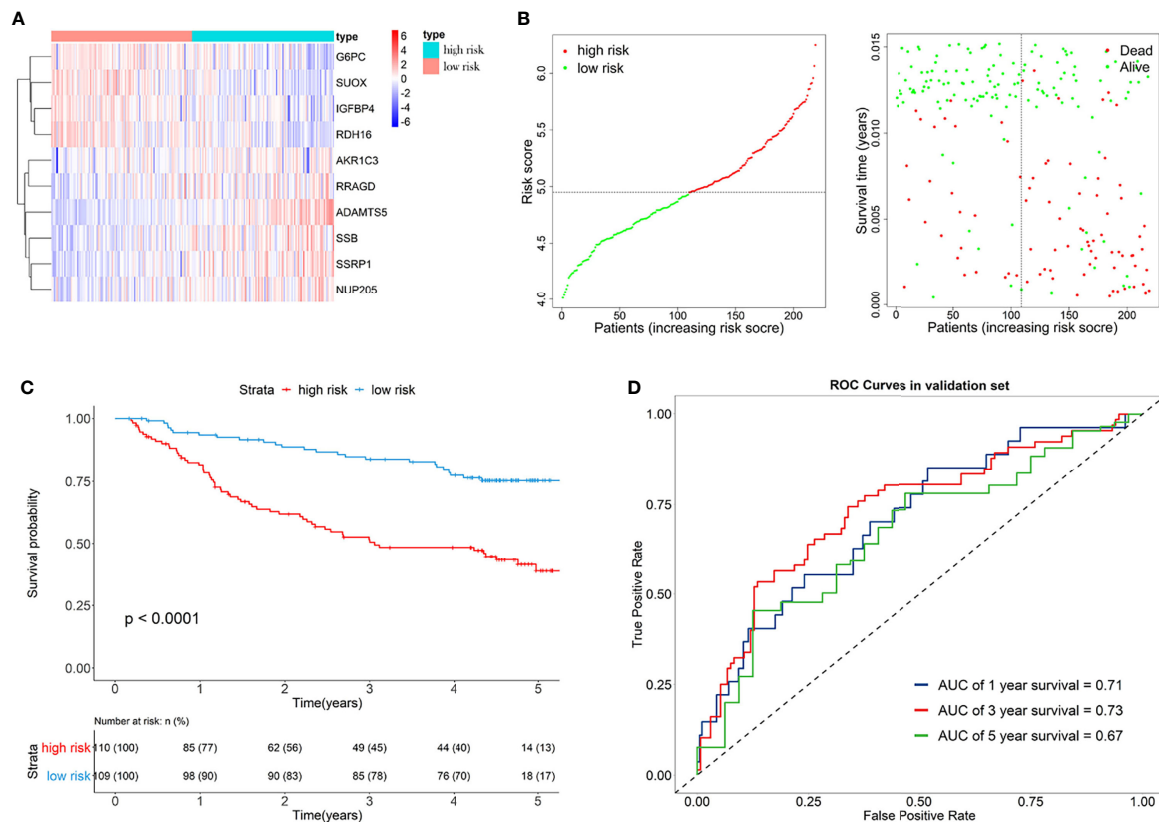 A
type
G6PC
SUOX
IGFBP4
RDH16
AKR1C3
RRAGD
ADAMTS5
SSB
SSRP1
NUP205
6
4
2
0
-2
-4
-6
type
high risk
low risk
B
high risk
low risk
Risk score
6.0
5.5
5.0
4.5
4.0
0 50 100 150 200
Patients (increasing risk socre)
Dead
Alive
Survival time (years)
0.015
0.010
0.005
0.000
0 50 100 150 200
Patients (increasing risk socre)
C
Strata high risk low risk
Survival probability
1.00
0.75
0.50
0.25
0.00
p < 0.0001
0 1 2 3 4 5
Time(years)
Number at risk: n (%)
Strata
high risk 110 (100) 85 (77) 62 (56) 49 (45) 44 (40) 14 (13)
low risk 109 (100) 98 (90) 90 (83) 85 (78) 76 (70) 18 (17)
0 1 2 3 4 5
Time(years)
D
ROC Curves in validation set
True Positive Rate
1.00
0.75
0.50
0.25
0.00
AUC of 1 year survival = 0.71
AUC of 3 year survival = 0.73
AUC of 5 year survival = 0.67
0.00 0.25 0.50 0.75 1.00
False Positive Rate